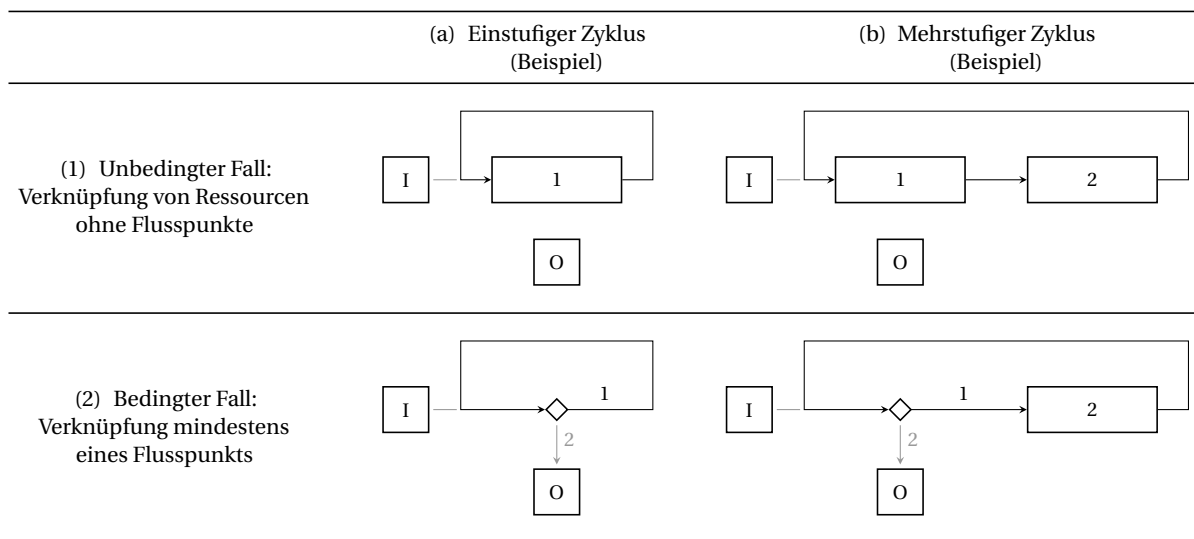 (a) Einstufiger Zyklus
(Beispiel)
(b) Mehrstufiger Zyklus
(Beispiel)
(1) Unbedingter Fall:
Verknüpfung von Ressourcen
ohne Flusspunkte
I
1
O
I
1
2
O
(2) Bedingter Fall:
Verknüpfung mindestens
eines Flusspunkts
I
1
2
O
I
1
2
2
O